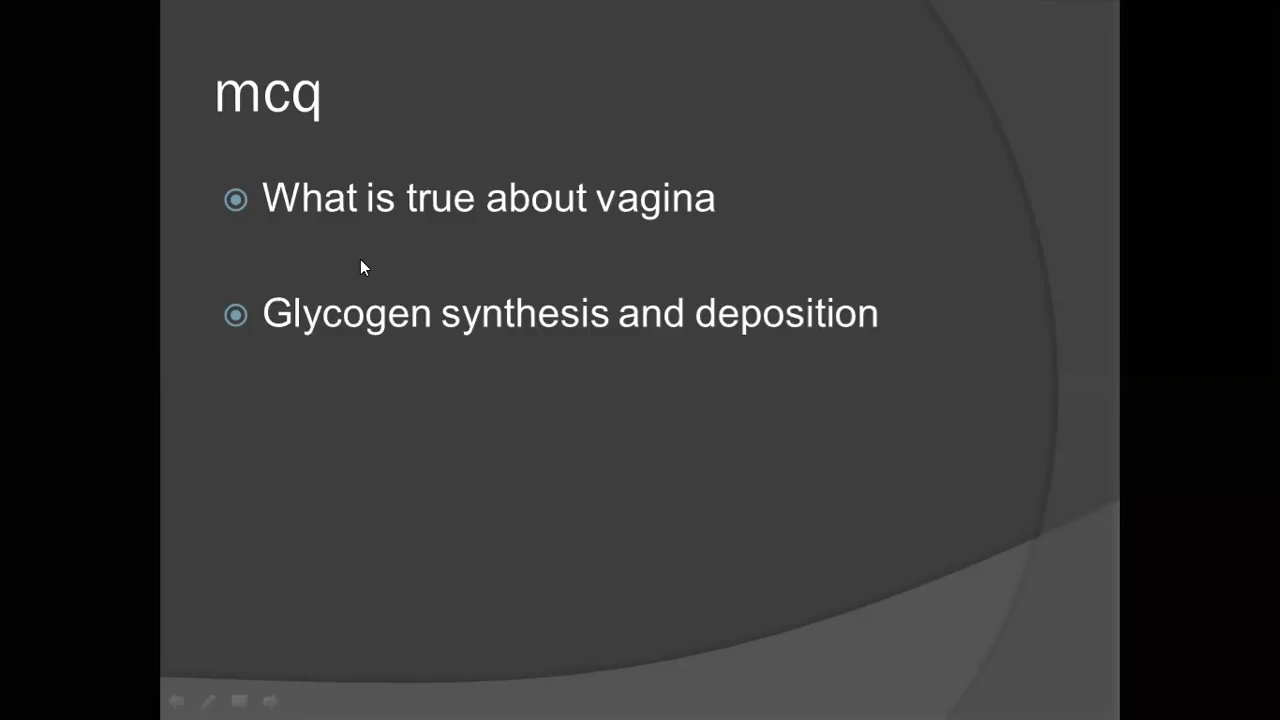 mcq
What is true about vagina
Glycogen synthesis and deposition